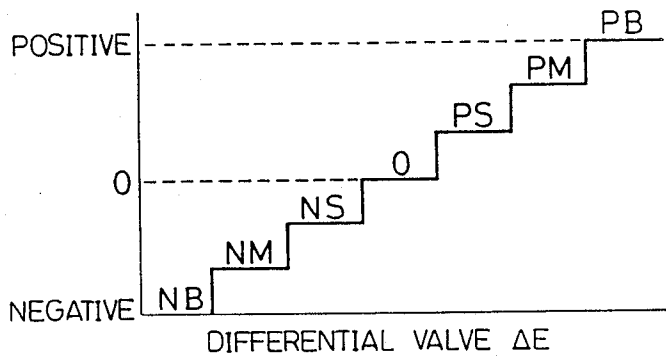 PB
POSITIVE
PM
PS
0
0
NS
NM
NB
NEGATIVE
DIFFERENTIAL VALVE ΔE